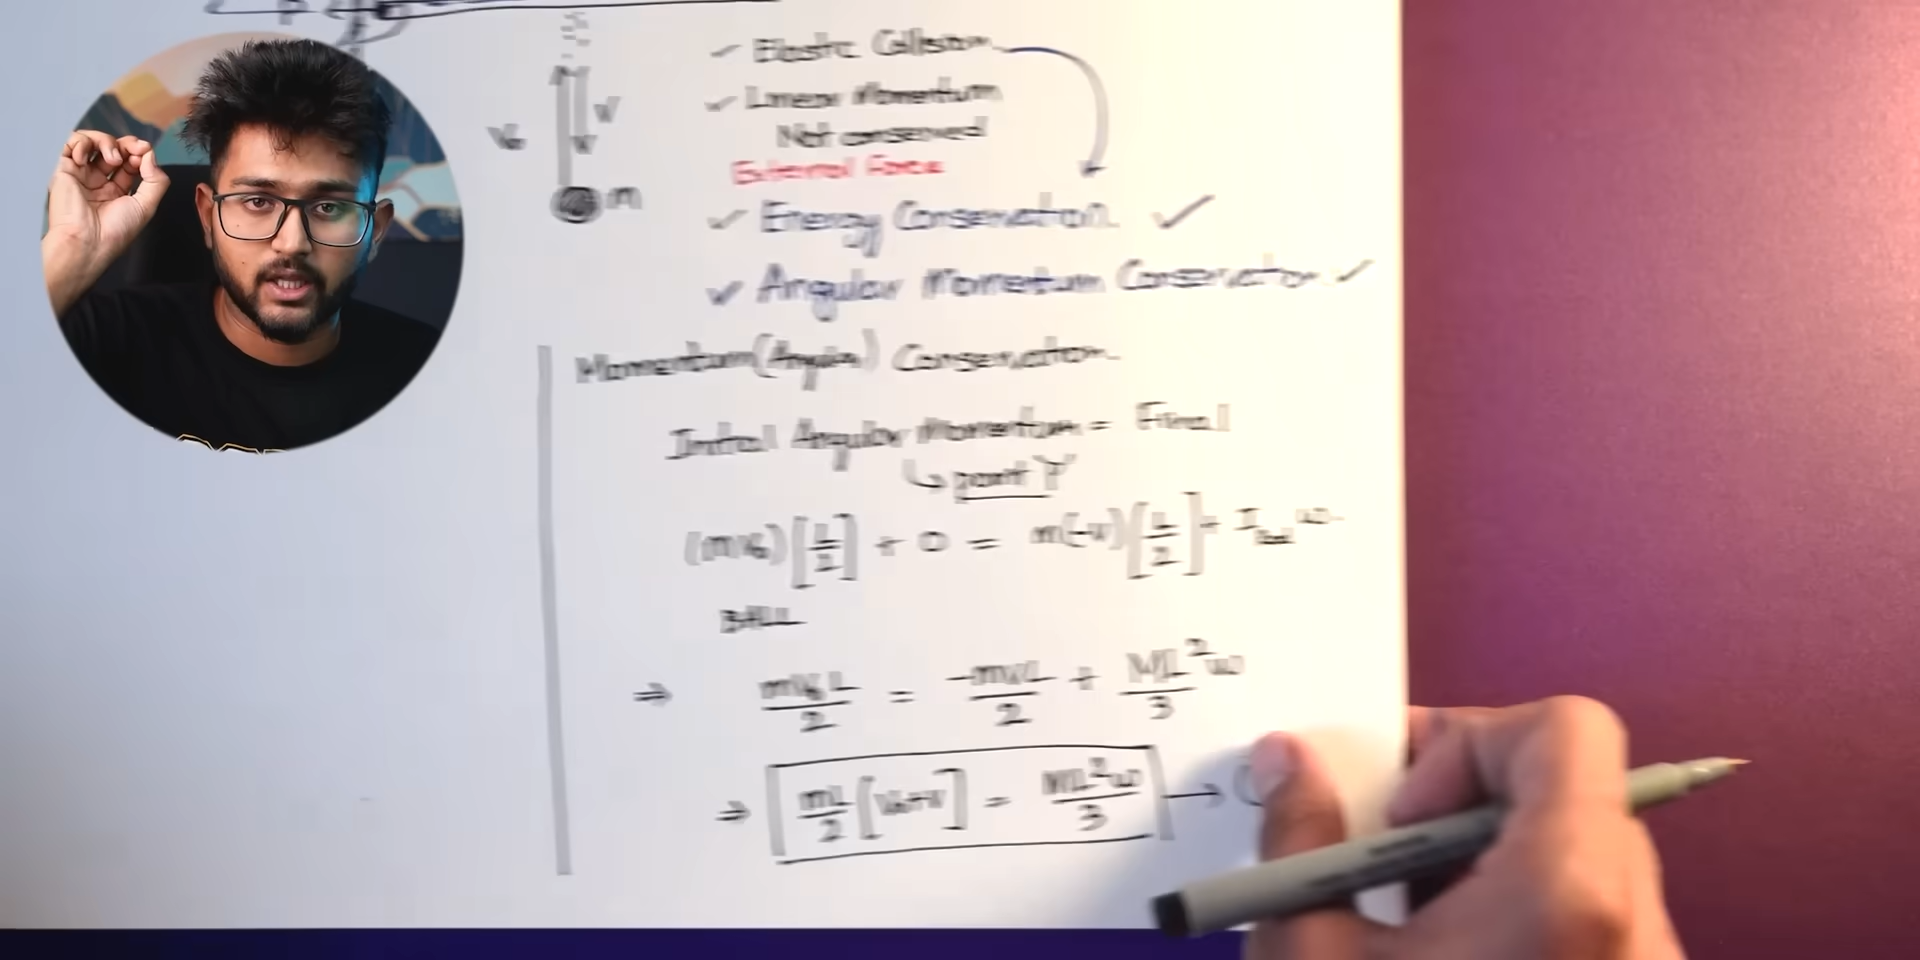 ✓ Elastic Collision
V₀ V ✓ Linear Momentum
Not conserved
External Force
m
✓ Energy Conservation. ✓
✓ Angular Momentum Conservation ✓
Momentum (Angular) Conservation.
Initial Angular Momentum = Final
↳ point 'P'
(mV₀)[L/2] + 0 = m(-v)[L/2] + I_Rod ω
BALL
⇒ mV₀L/2 = -mVL/2 + ML²ω/3
⇒ mL/2 [V₀+V] = ML²ω/3 →